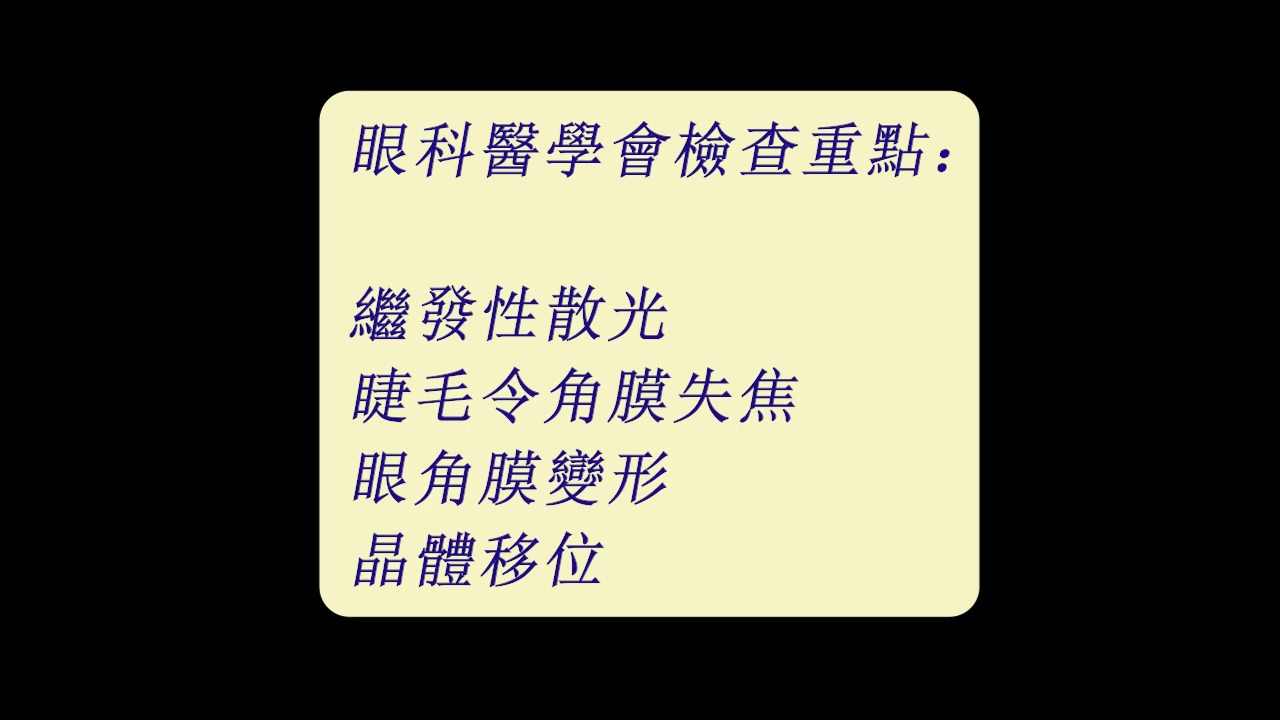 眼科醫學會檢查重點：
繼發性散光
睫毛令角膜失焦
眼角膜變形
晶體移位